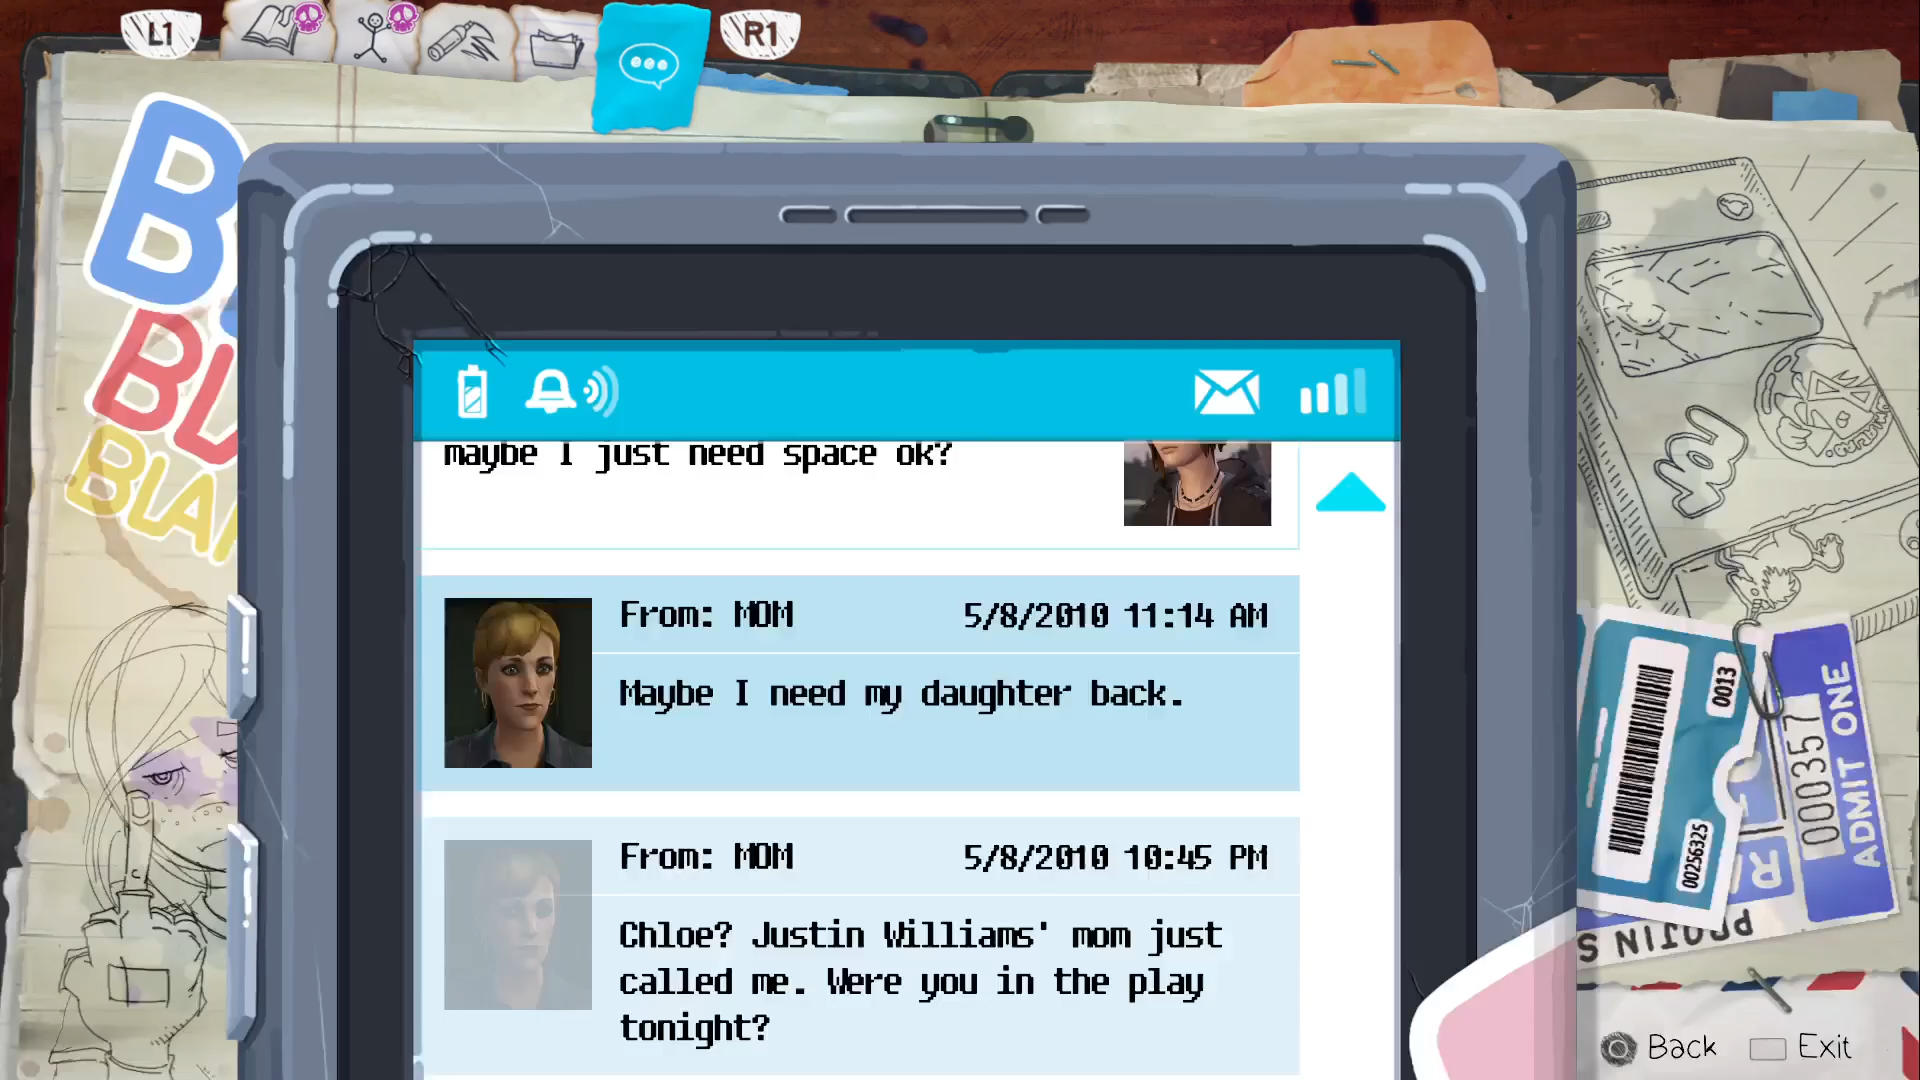 L1
R1
maybe I just need space ok?
From: MOM 5/8/2010 11:14 AM
Maybe I need my daughter back.
From: MOM 5/8/2010 10:45 PM
Chloe? Justin Williams' mom just
called me. Were you in the play
tonight?
0013
00256325
000357
ADMIT ONE
Back
Exit